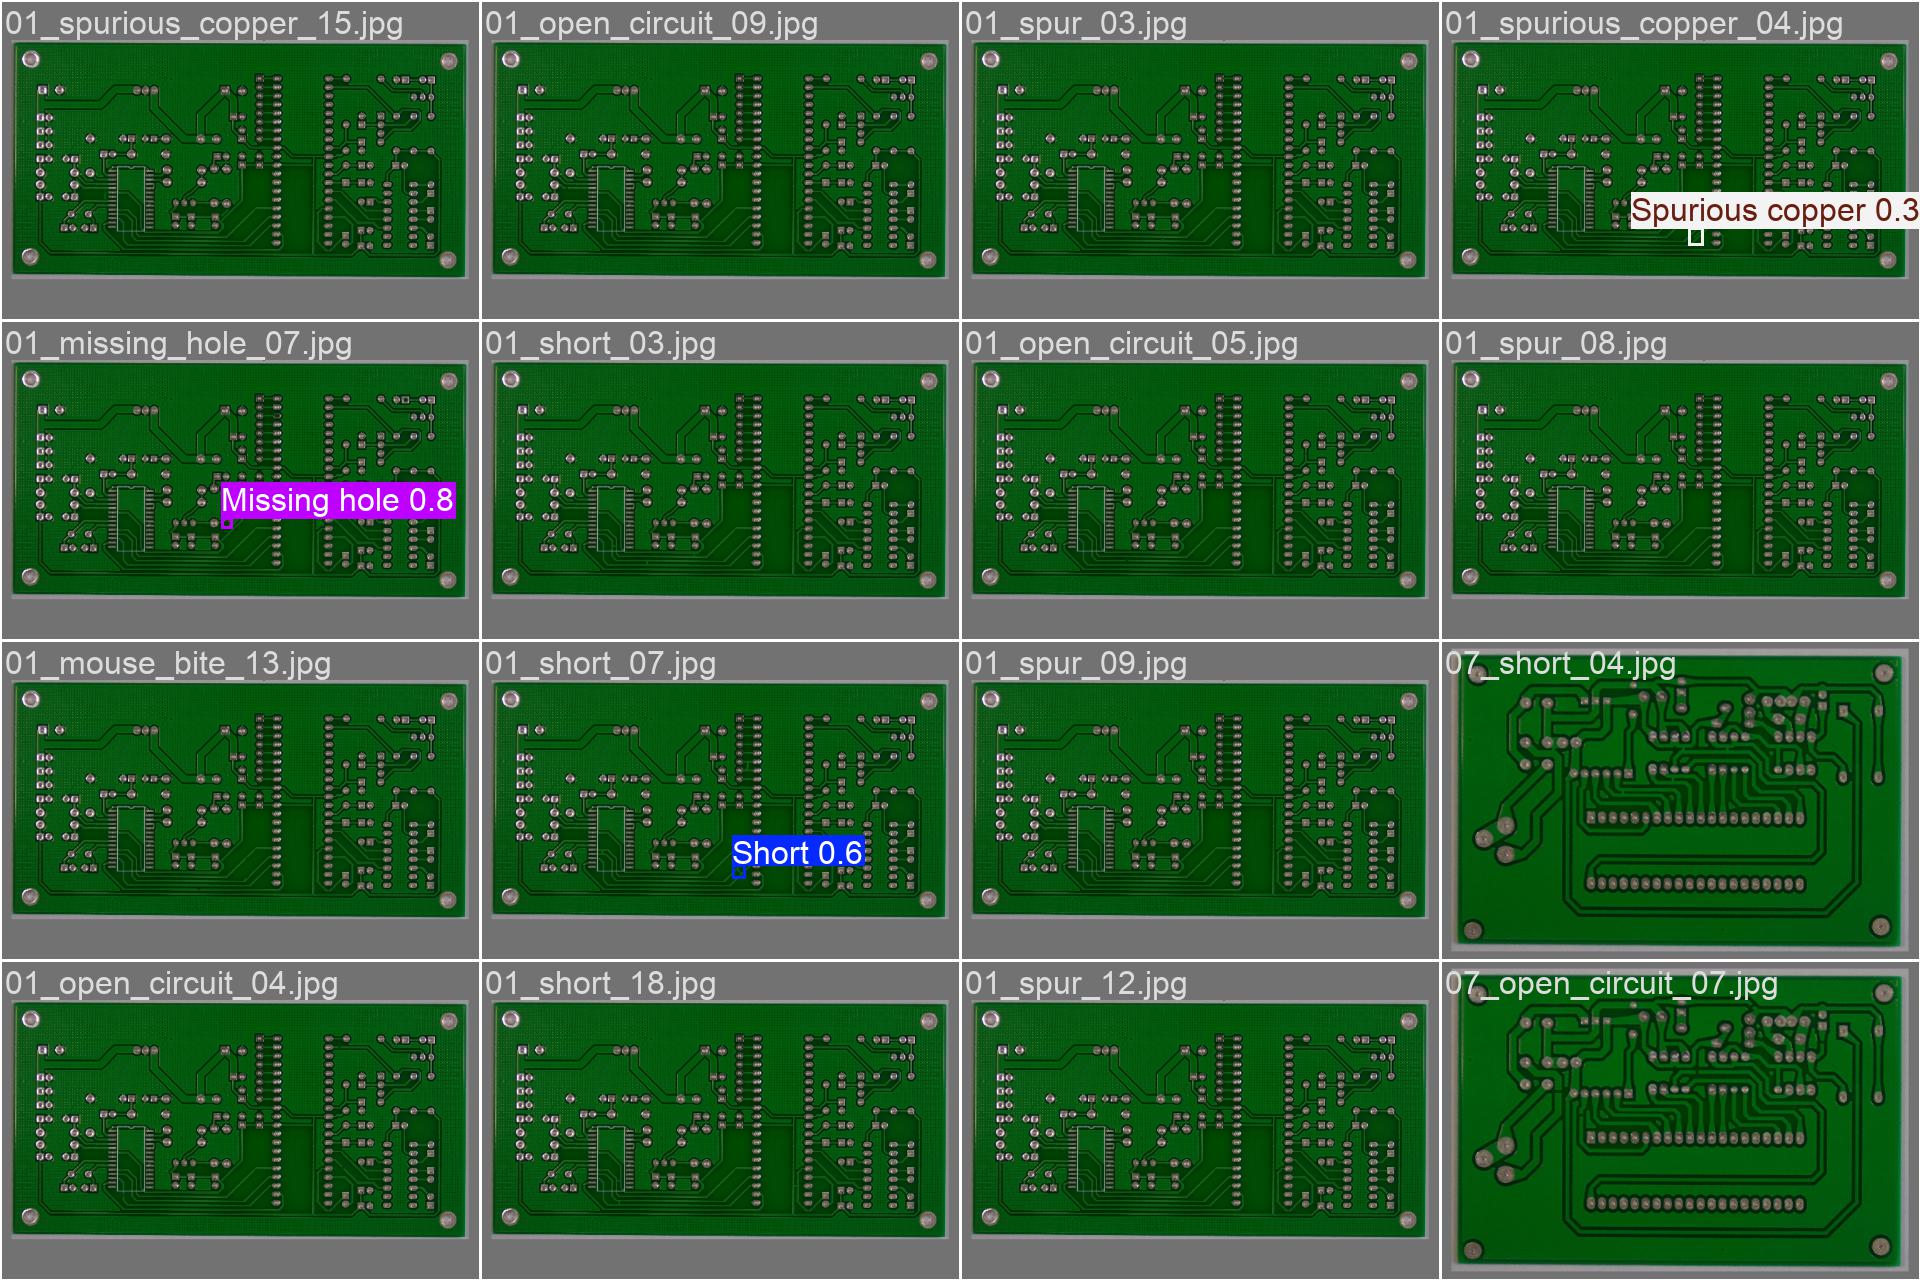 01_spurious_copper_15.jpg
01_open_circuit_09.jpg
01_spur_03.jpg
01_spurious_copper_04.jpg
Spurious copper 0.3
01_missing_hole_07.jpg
01_short_03.jpg
01_open_circuit_05.jpg
01_spur_08.jpg
Missing hole 0.8
01_mouse_bite_13.jpg
01_short_07.jpg
01_spur_09.jpg
07_short_04.jpg
Short 0.6
01_open_circuit_04.jpg
01_short_18.jpg
01_spur_12.jpg
07_open_circuit_07.jpg